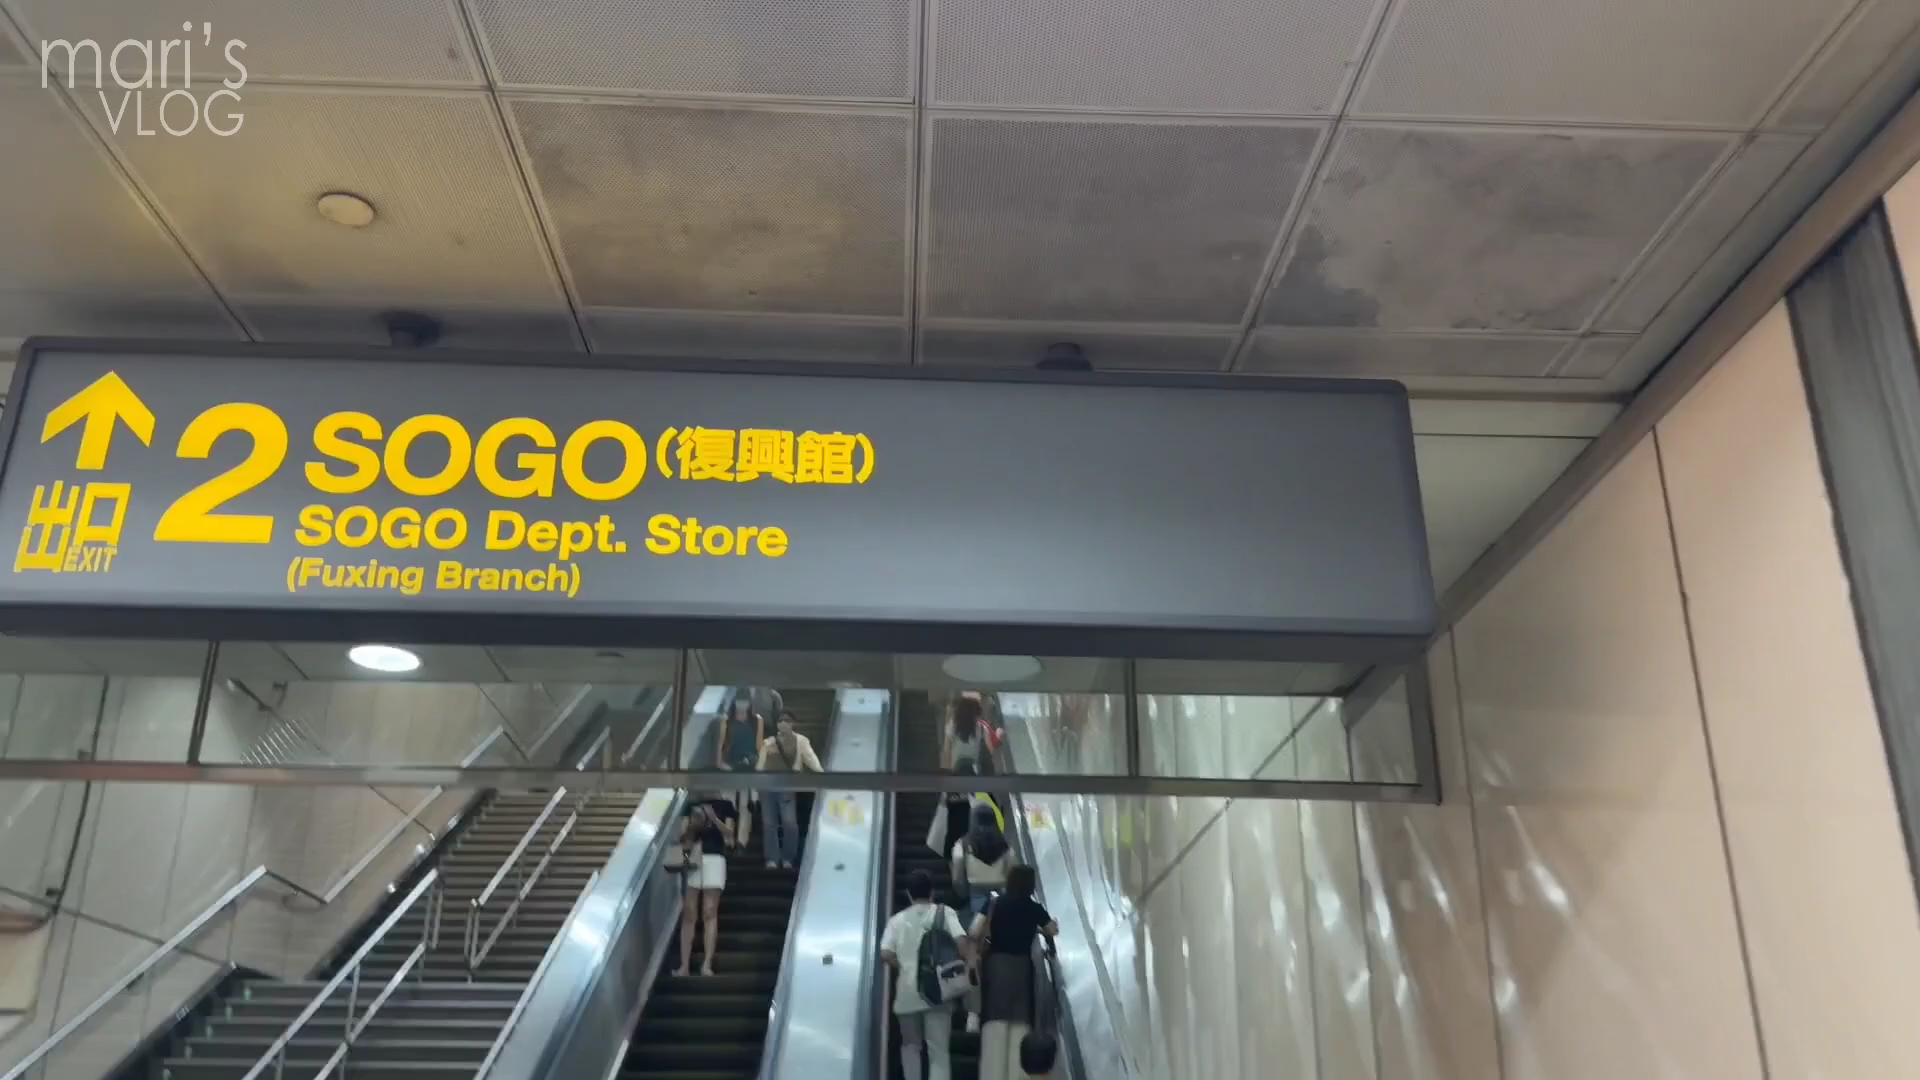 mari's
VLOG
2 SOGO(復興館)
出口
EXIT
SOGO Dept. Store
(Fuxing Branch)